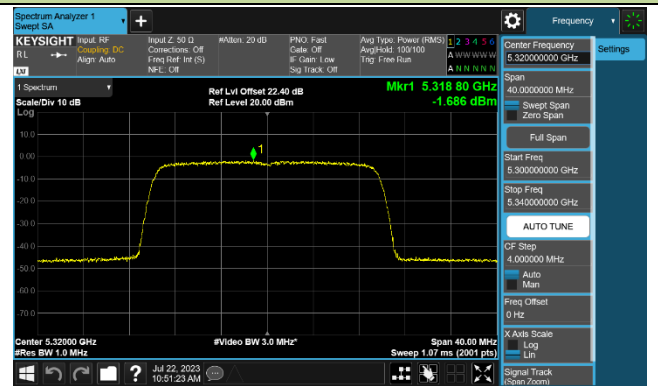 Spectrum Analyzer 1
Swept SA
Frequency
KEYSIGHT
RL
LXI
Input: RF
Coupling: DC
Align: Auto
Input Z: 50 Ω
Corrections: Off
Freq Ref: Int (S)
NFE: Off
#Atten: 20 dB
PNO: Fast
Gate: Off
IF Gain: Low
Sig Track: Off
Avg Type: Power (RMS)
Avg|Hold: 100/100
Trig: Free Run
1 2 3 4 5 6
A W W W W W
A N N N N N
1 Spectrum
Scale/Div 10 dB
Log
Ref Lvl Offset 22.40 dB
Ref Level 20.00 dBm
Mkr1 5.318 80 GHz
-1.686 dBm
1
10.0
0.00
-10.0
-20.0
-30.0
-40.0
-50.0
-60.0
-70.0
Center 5.32000 GHz
#Res BW 1.0 MHz
#Video BW 3.0 MHz*
Span 40.00 MHz
Sweep 1.07 ms (2001 pts)
Center Frequency
5.320000000 GHz
Settings
Span
40.0000000 MHz
Swept Span
Zero Span
Full Span
Start Freq
5.300000000 GHz
Stop Freq
5.340000000 GHz
AUTO TUNE
CF Step
4.000000 MHz
Auto
Man
Freq Offset
0 Hz
X Axis Scale
Log
Lin
Signal Track
(Span Zoom)
?
Jul 22, 2023
10:51:23 AM